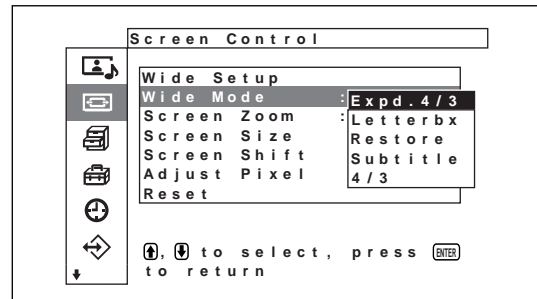 Screen Control
Wide Setup
Wide Mode : Expd.4/3
Screen Zoom : Letterbx
Screen Size Restore
Screen Shift Subtitle
Adjust Pixel 4/3
Reset
, to select, press ENTER
to return